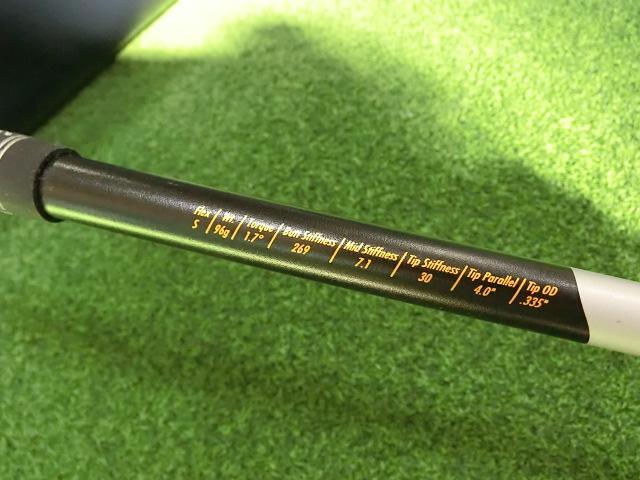 Flex | Wt. | Torque | Butt Stiffness | Mid Stiffness | Tip Stiffness | Tip Parallel | Tip OD
S | 96g | 1.7° | 269 | 7.1 | 30 | 4.0" | .335"